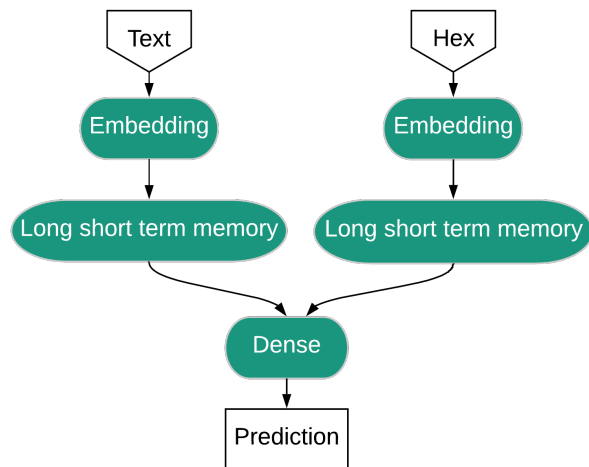 Text
Hex
Embedding
Embedding
Long short term memory
Long short term memory
Dense
Prediction